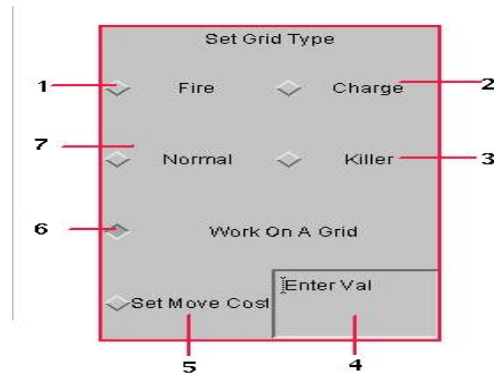 Set Grid Type
1 Fire Charge 2
7 Normal Killer 3
6 Work On A Grid
Set Move Cost Enter Val
5 4